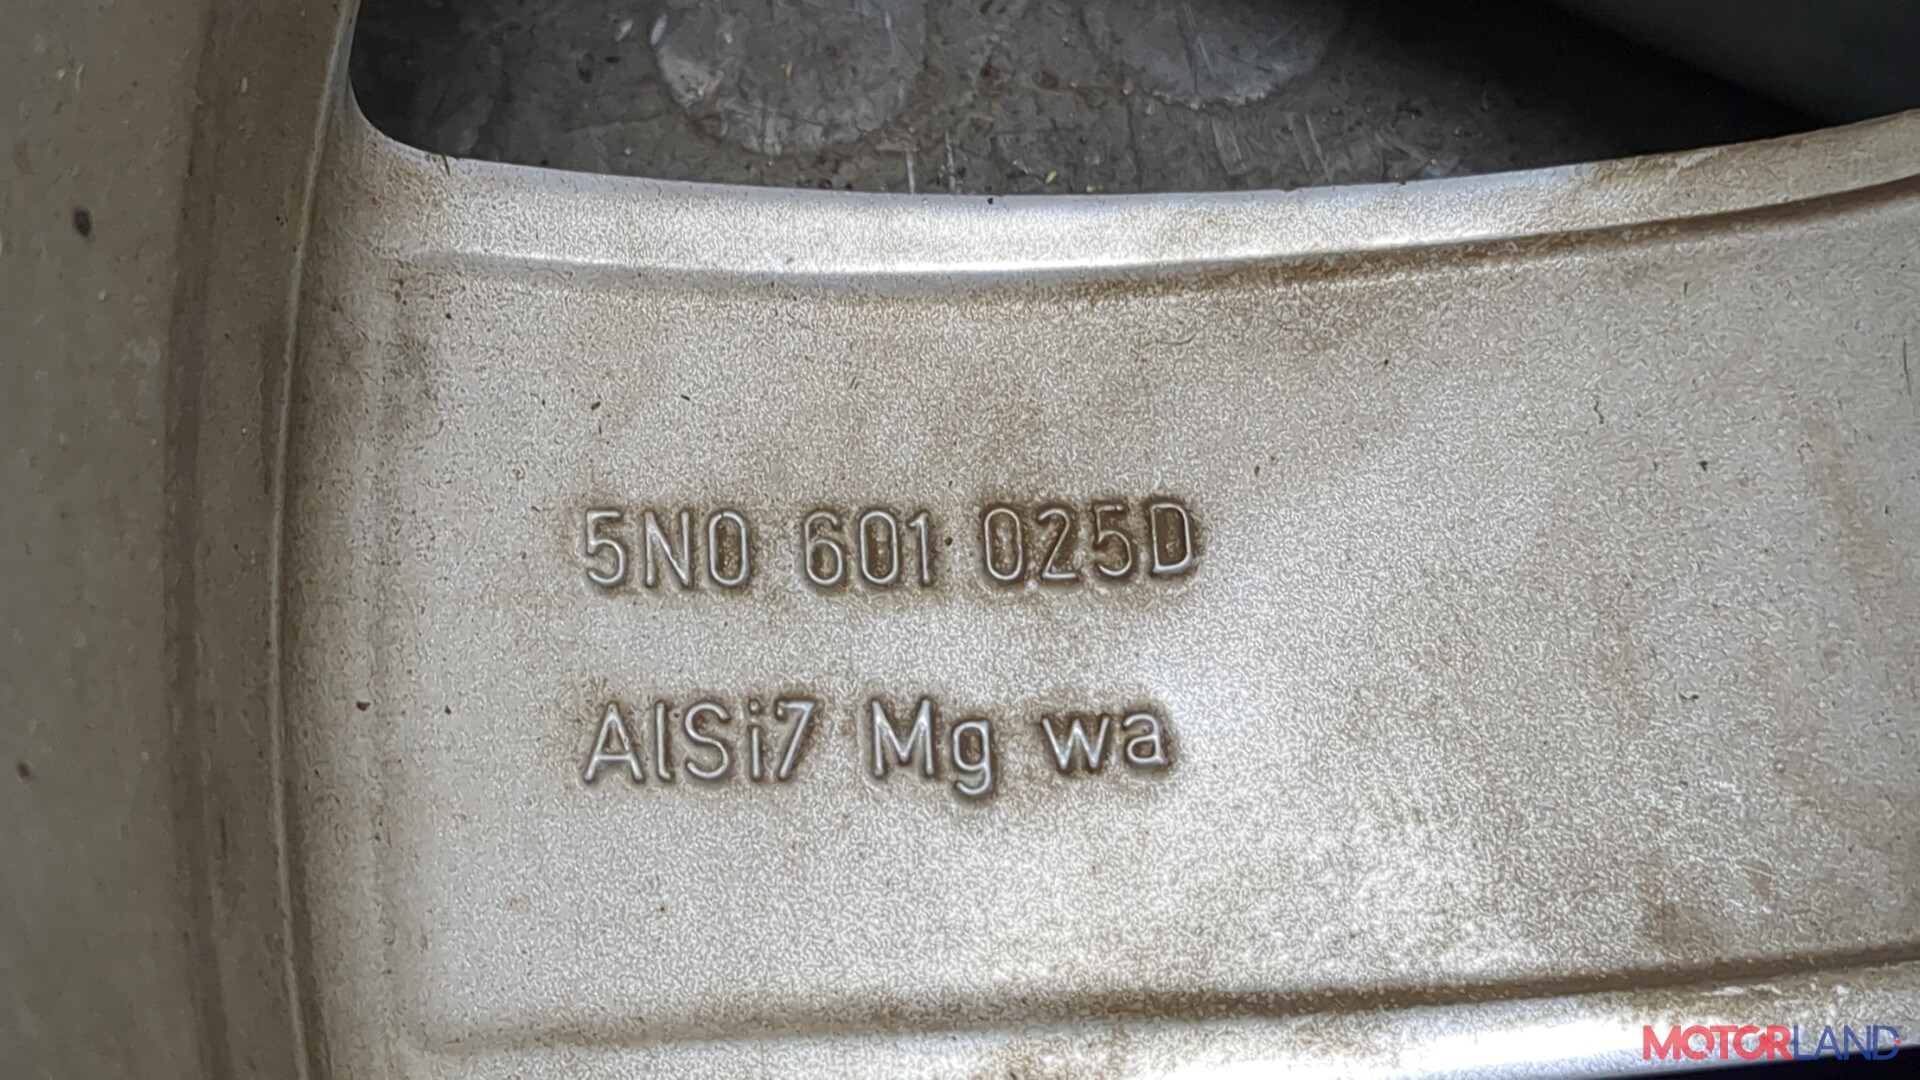 5N0 601 025D
AlSi7 Mg wa
MOTORLAND